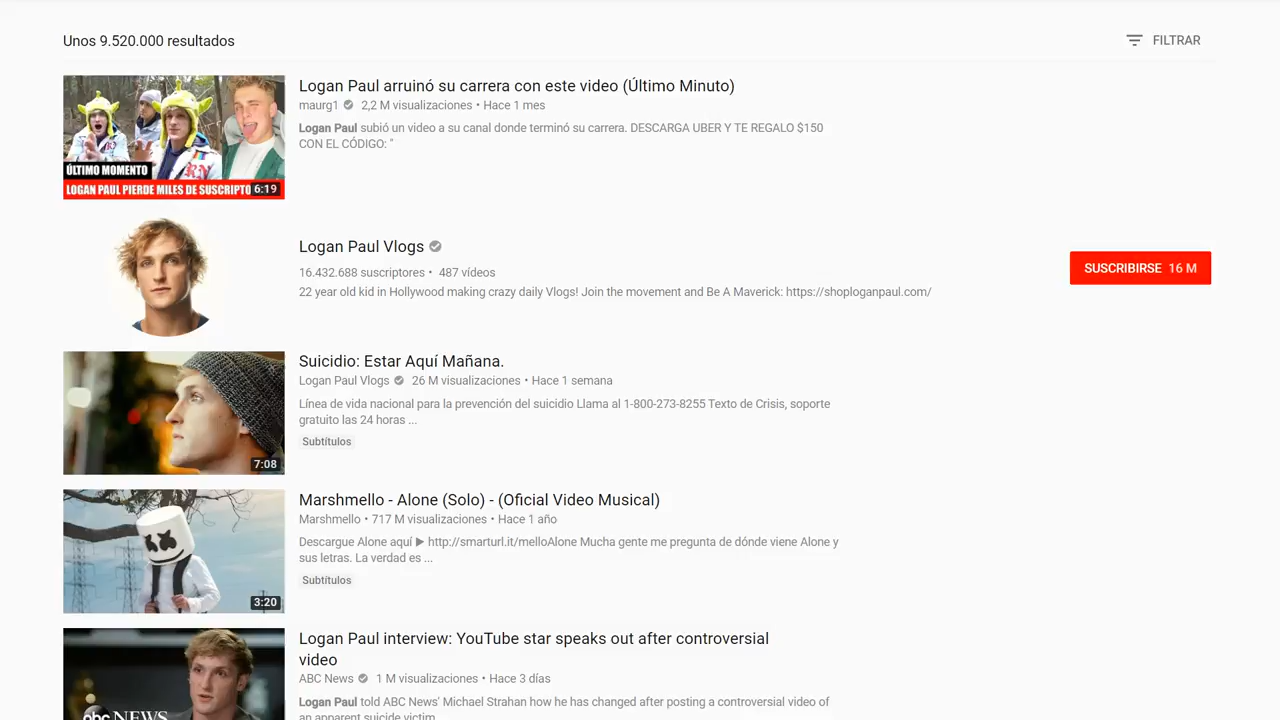 Unos 9.520.000 resultados
FILTRAR
Logan Paul arruinó su carrera con este video (Último Minuto)
maurg1 2,2 M visualizaciones • Hace 1 mes
Logan Paul subió un video a su canal donde terminó su carrera. DESCARGA UBER Y TE REGALO $150
CON EL CÓDIGO: "
ÚLTIMO MOMENTO
LOGAN PAUL PIERDE MILES DE SUSCRIPTO
6:19
Logan Paul Vlogs
16.432.688 suscriptores • 487 vídeos
22 year old kid in Hollywood making crazy daily Vlogs! Join the movement and Be A Maverick: https://shoploganpaul.com/
SUSCRIBIRSE 16 M
Suicidio: Estar Aquí Mañana.
Logan Paul Vlogs 26 M visualizaciones • Hace 1 semana
Línea de vida nacional para la prevención del suicidio Llama al 1-800-273-8255 Texto de Crisis, soporte
gratuito las 24 horas ...
Subtítulos
7:08
Marshmello - Alone (Solo) - (Oficial Video Musical)
Marshmello • 717 M visualizaciones • Hace 1 año
Descargue Alone aquí ▶ http://smarturl.it/melloAlone Mucha gente me pregunta de dónde viene Alone y
sus letras. La verdad es ...
Subtítulos
3:20
Logan Paul interview: YouTube star speaks out after controversial
video
ABC News 1 M visualizaciones • Hace 3 días
Logan Paul told ABC News' Michael Strahan how he has changed after posting a controversial video of
an apparent suicide victim
abc NEWS